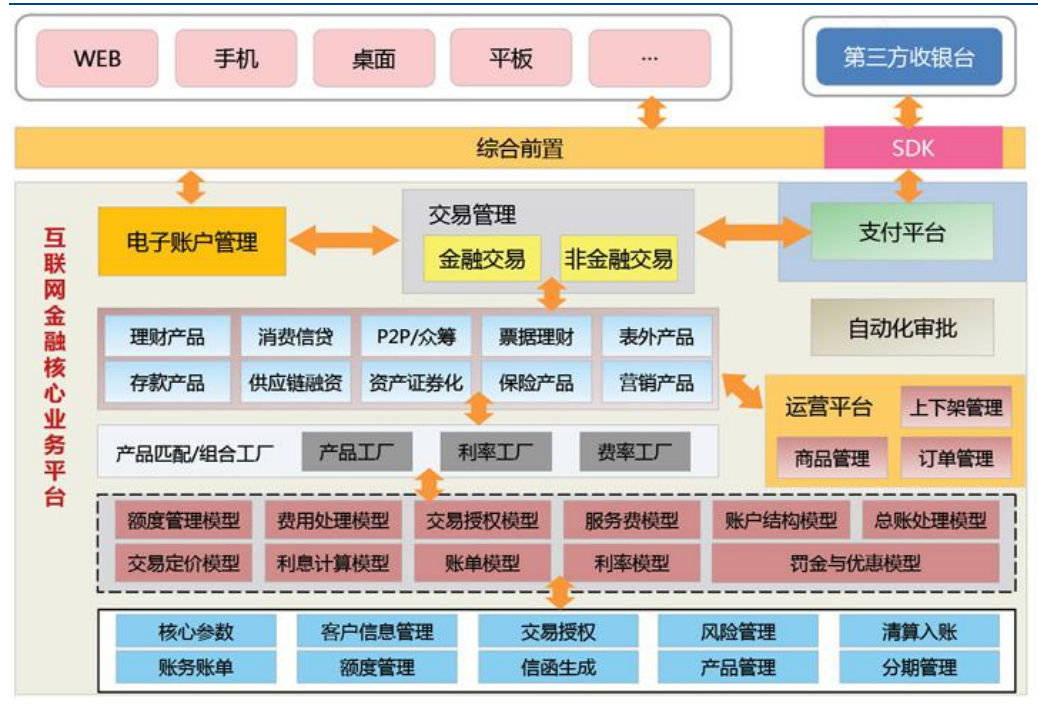 WEB 手机 桌面 平板 ... 第三方收银台
综合前置 SDK
互联网金融核心业务平台
电子账户管理
交易管理
金融交易 非金融交易
支付平台
理财产品 消费信贷 P2P/众筹 票据理财 表外产品
存款产品 供应链融资 资产证券化 保险产品 营销产品
自动化审批
运营平台 上下架管理
商品管理 订单管理
产品匹配/组合工厂 产品工厂 利率工厂 费率工厂
额度管理模型 费用处理模型 交易授权模型 服务费模型 账户结构模型 总账处理模型
交易定价模型 利息计算模型 账单模型 利率模型 罚金与优惠模型
核心参数 客户信息管理 交易授权 风险管理 清算入账
账务账单 额度管理 信函生成 产品管理 分期管理